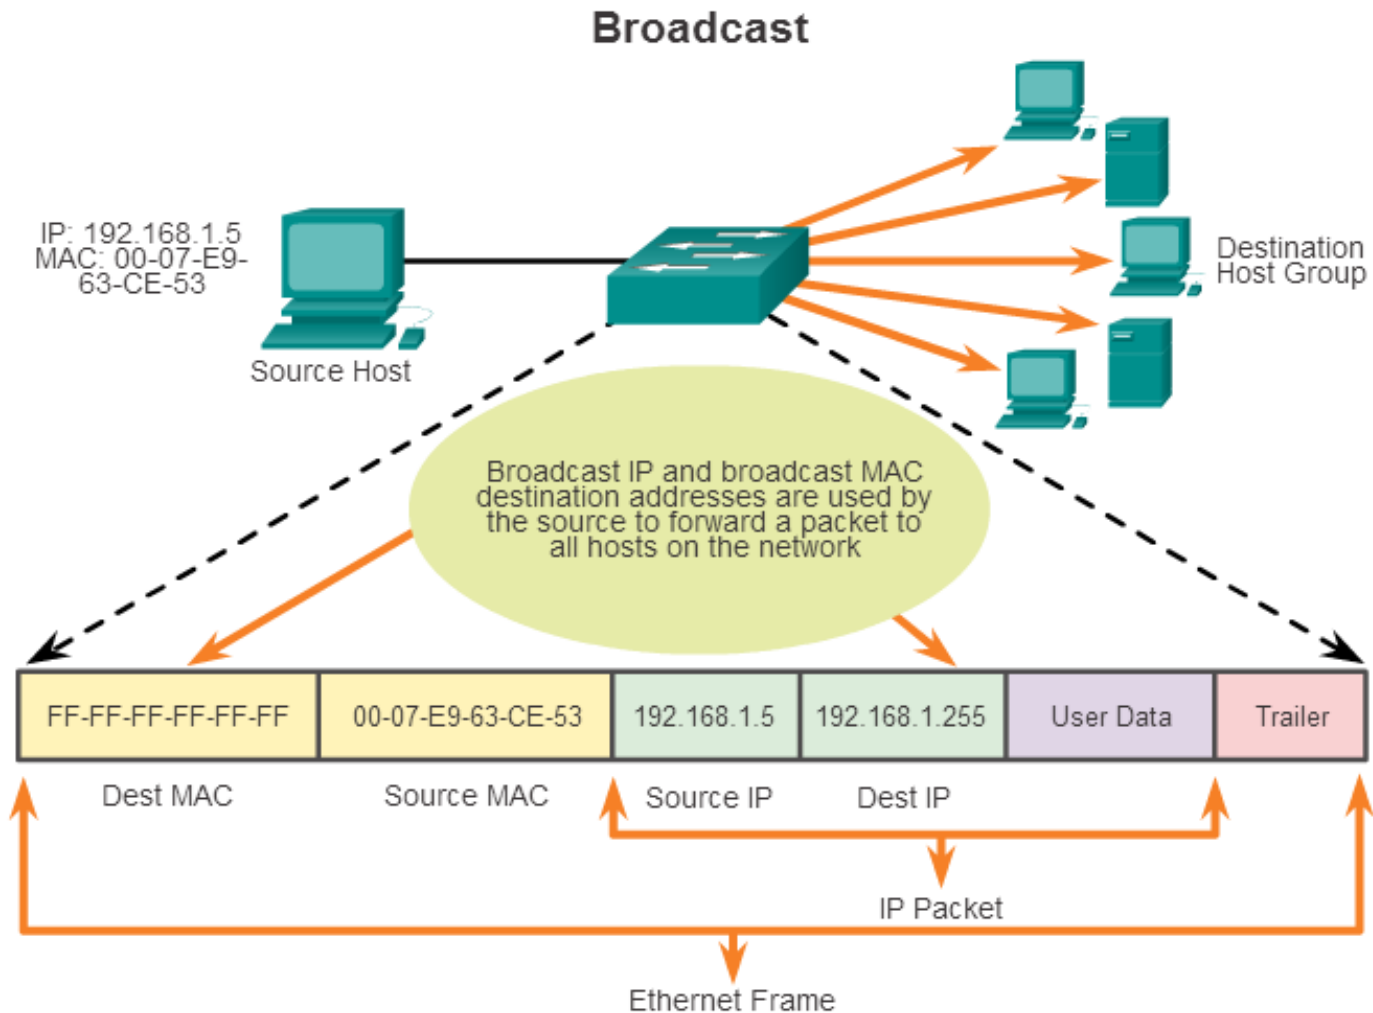 Broadcast
IP: 192.168.1.5
MAC: 00-07-E9-
63-CE-53
Source Host
Destination
Host Group
Broadcast IP and broadcast MAC
destination addresses are used by
the source to forward a packet to
all hosts on the network
FF-FF-FF-FF-FF-FF
00-07-E9-63-CE-53
192.168.1.5
192.168.1.255
User Data
Trailer
Dest MAC
Source MAC
Source IP
Dest IP
IP Packet
Ethernet Frame